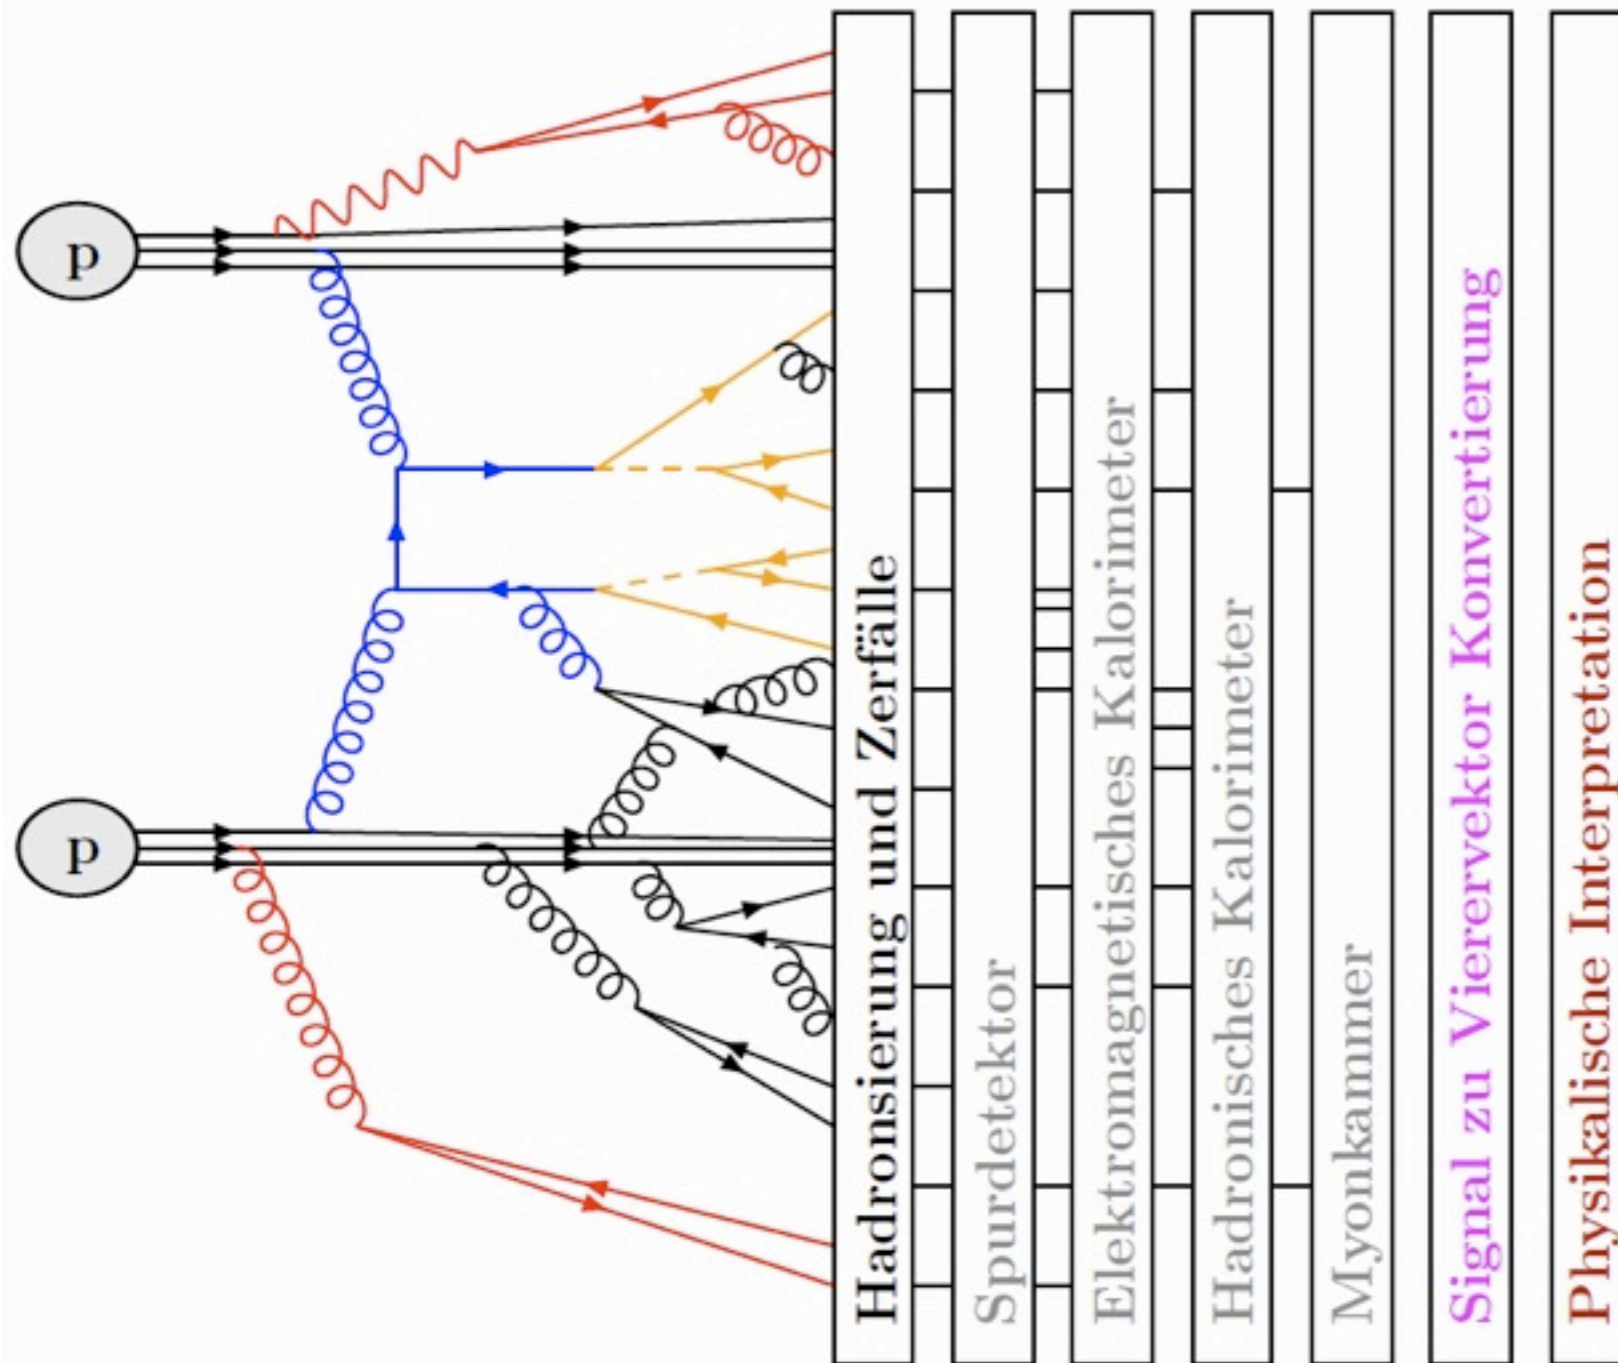 p
p
Hadronsierung und Zerfälle
Spurdetektor
Elektromagnetisches Kalorimeter
Hadronisches Kalorimeter
Myonkammer
Signal zu Vierervektor Konvertierung
Physikalische Interpretation